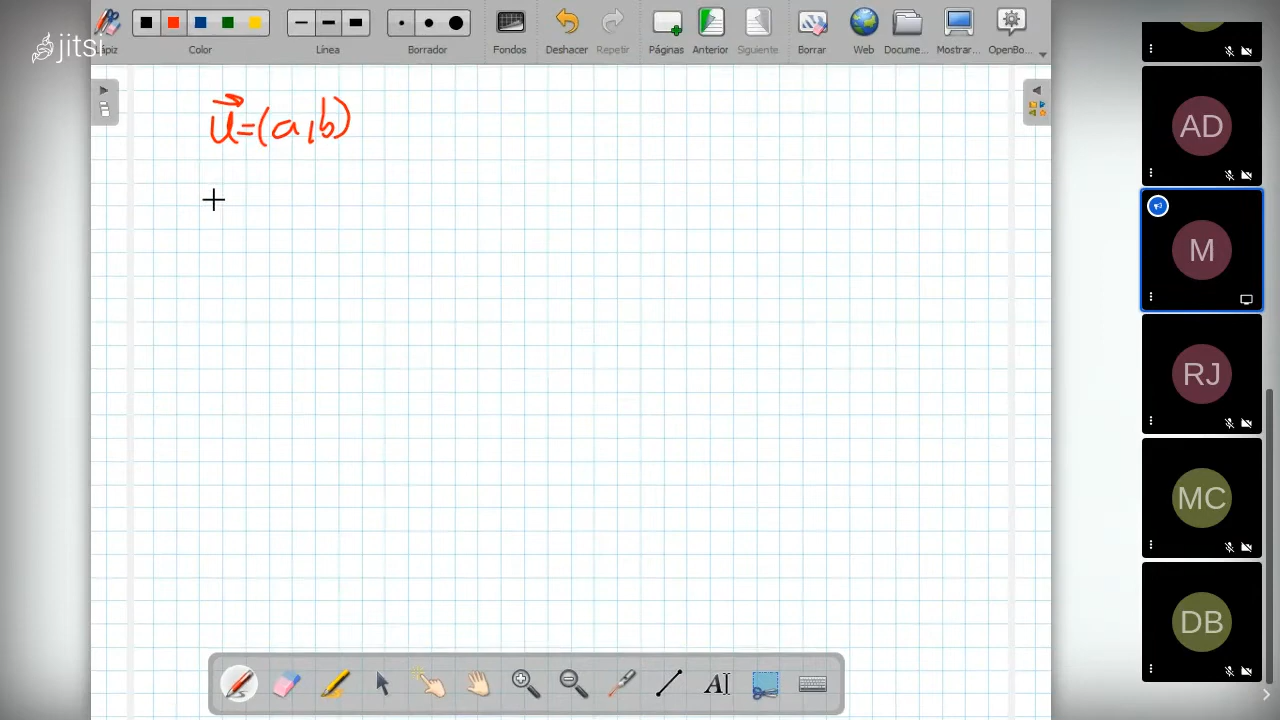 jitsi
Lápiz
Color
Línea
Borrador
Fondos
Deshacer
Repetir
Páginas
Anterior
Siguiente
Borrar
Web
Docume...
Mostrar...
OpenBo...
u⃗=(a,b)
AD
M
RJ
MC
DB